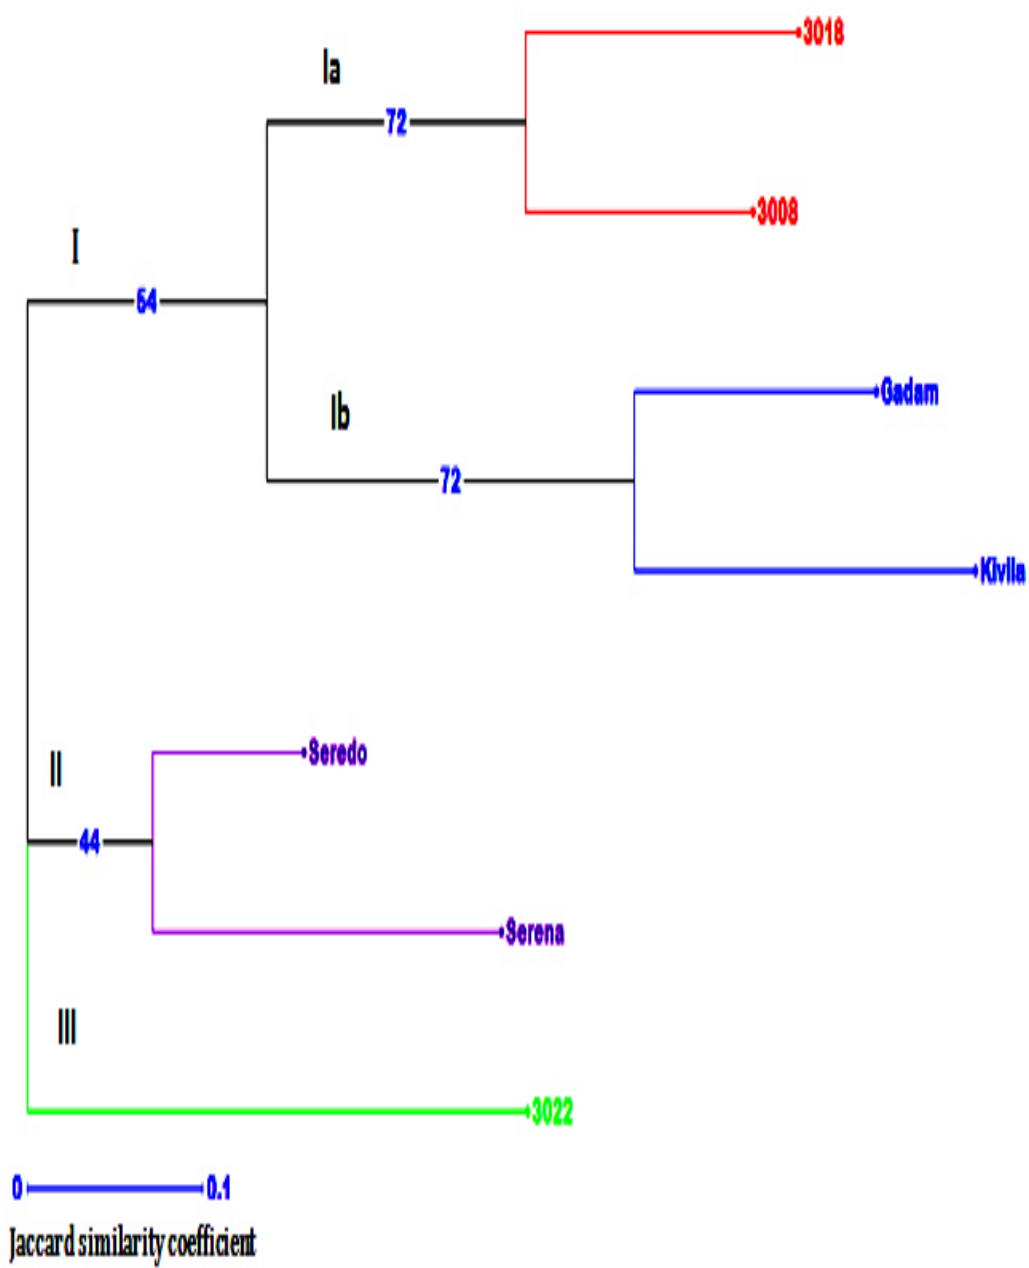 3018
Ia
72
3008
I
54
Gadam
Ib
72
Kivila
Seredo
II
44
Serena
III
3022
0 0.1
Jaccard similarity coefficient